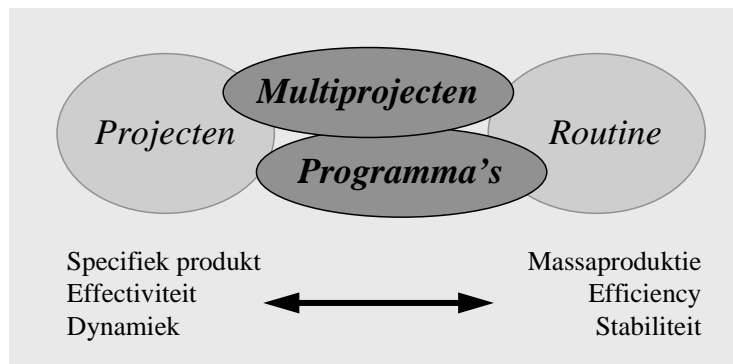 Multiprojecten
Projecten
Routine
Programma’s
Specifiek produkt
Effectiviteit
Dynamiek
Massaproduktie
Efficiency
Stabiliteit